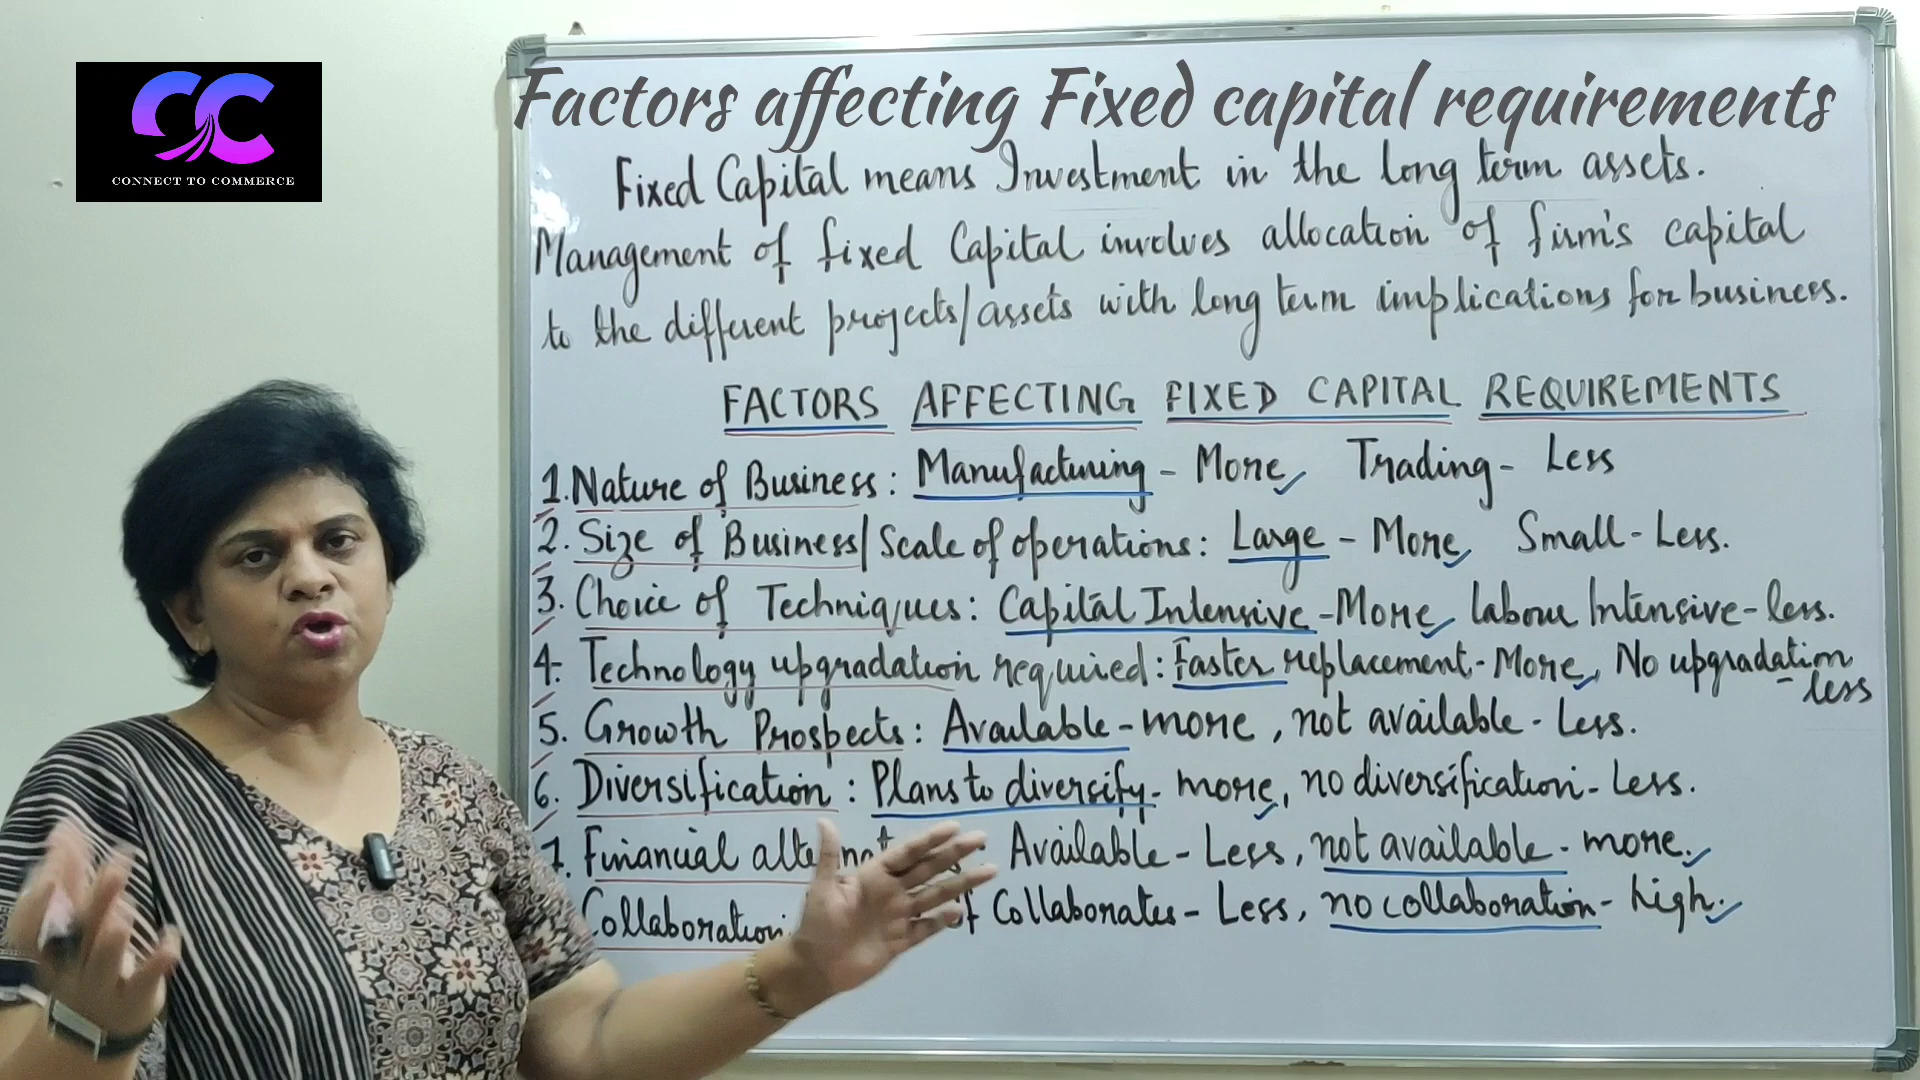 CONNECT TO COMMERCE
Factors affecting Fixed capital requirements
Fixed Capital means Investment in the long term assets.
Management of fixed Capital involves allocation of firm's capital
to the different projects/assets with long term implications for business.
FACTORS AFFECTING FIXED CAPITAL REQUIREMENTS
1. Nature of Business: Manufacturing - More Trading - Less
2. Size of Business/Scale of operations: Large - More, Small - Less.
3. Choice of Techniques: Capital Intensive - More, labour Intensive - less.
4. Technology upgradation required: Faster replacement - More, No upgradation - less
5. Growth Prospects: Available - more, not available - Less.
6. Diversification: Plans to diversify - more, no diversification - Less.
7. Financial Available - Less, not available - more.
Collaboration of Collaborates - Less, no collaboration - high.